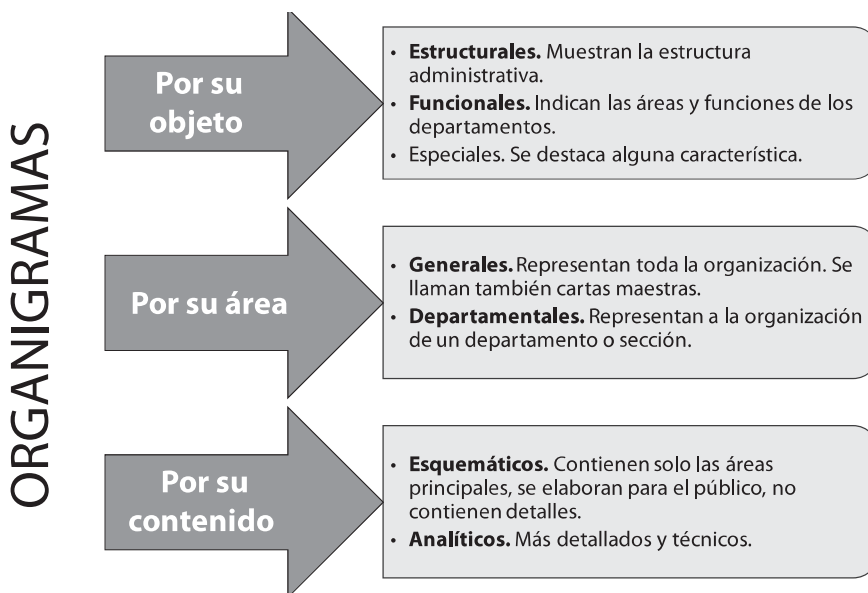 ORGANIGRAMAS
Por su
objeto
• Estructurales. Muestran la estructura
administrativa.
• Funcionales. Indican las áreas y funciones de los
departamentos.
• Especiales. Se destaca alguna característica.
Por su área
• Generales. Representan toda la organización. Se
llaman también cartas maestras.
• Departamentales. Representan a la organización
de un departamento o sección.
Por su
contenido
• Esquemáticos. Contienen solo las áreas
principales, se elaboran para el público, no
contienen detalles.
• Analíticos. Más detallados y técnicos.